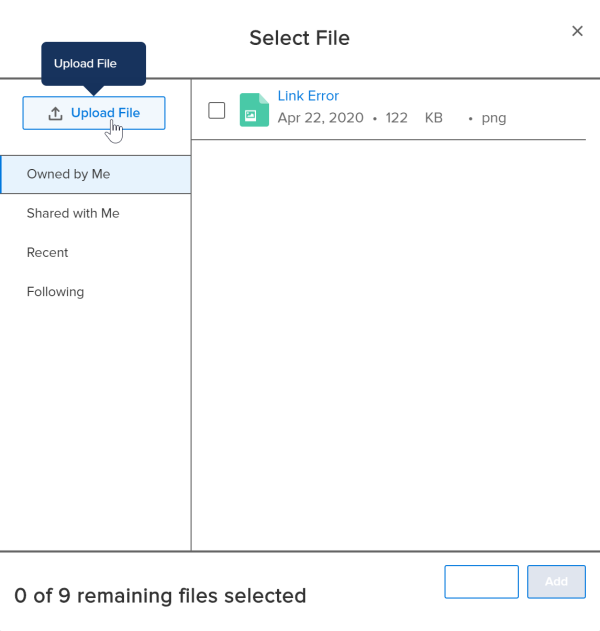 Select File
Upload File
Upload File
Link Error
Apr 22, 2020 • 122 KB • png
Owned by Me
Shared with Me
Recent
Following
0 of 9 remaining files selected
Add